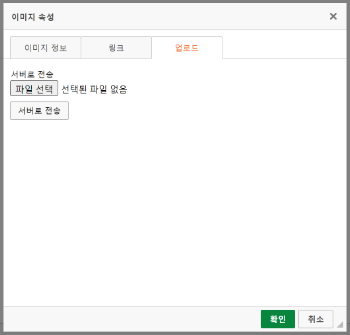 이미지 속성
이미지 정보 링크 업로드
서버로 전송
파일 선택 선택된 파일 없음
서버로 전송
확인 취소